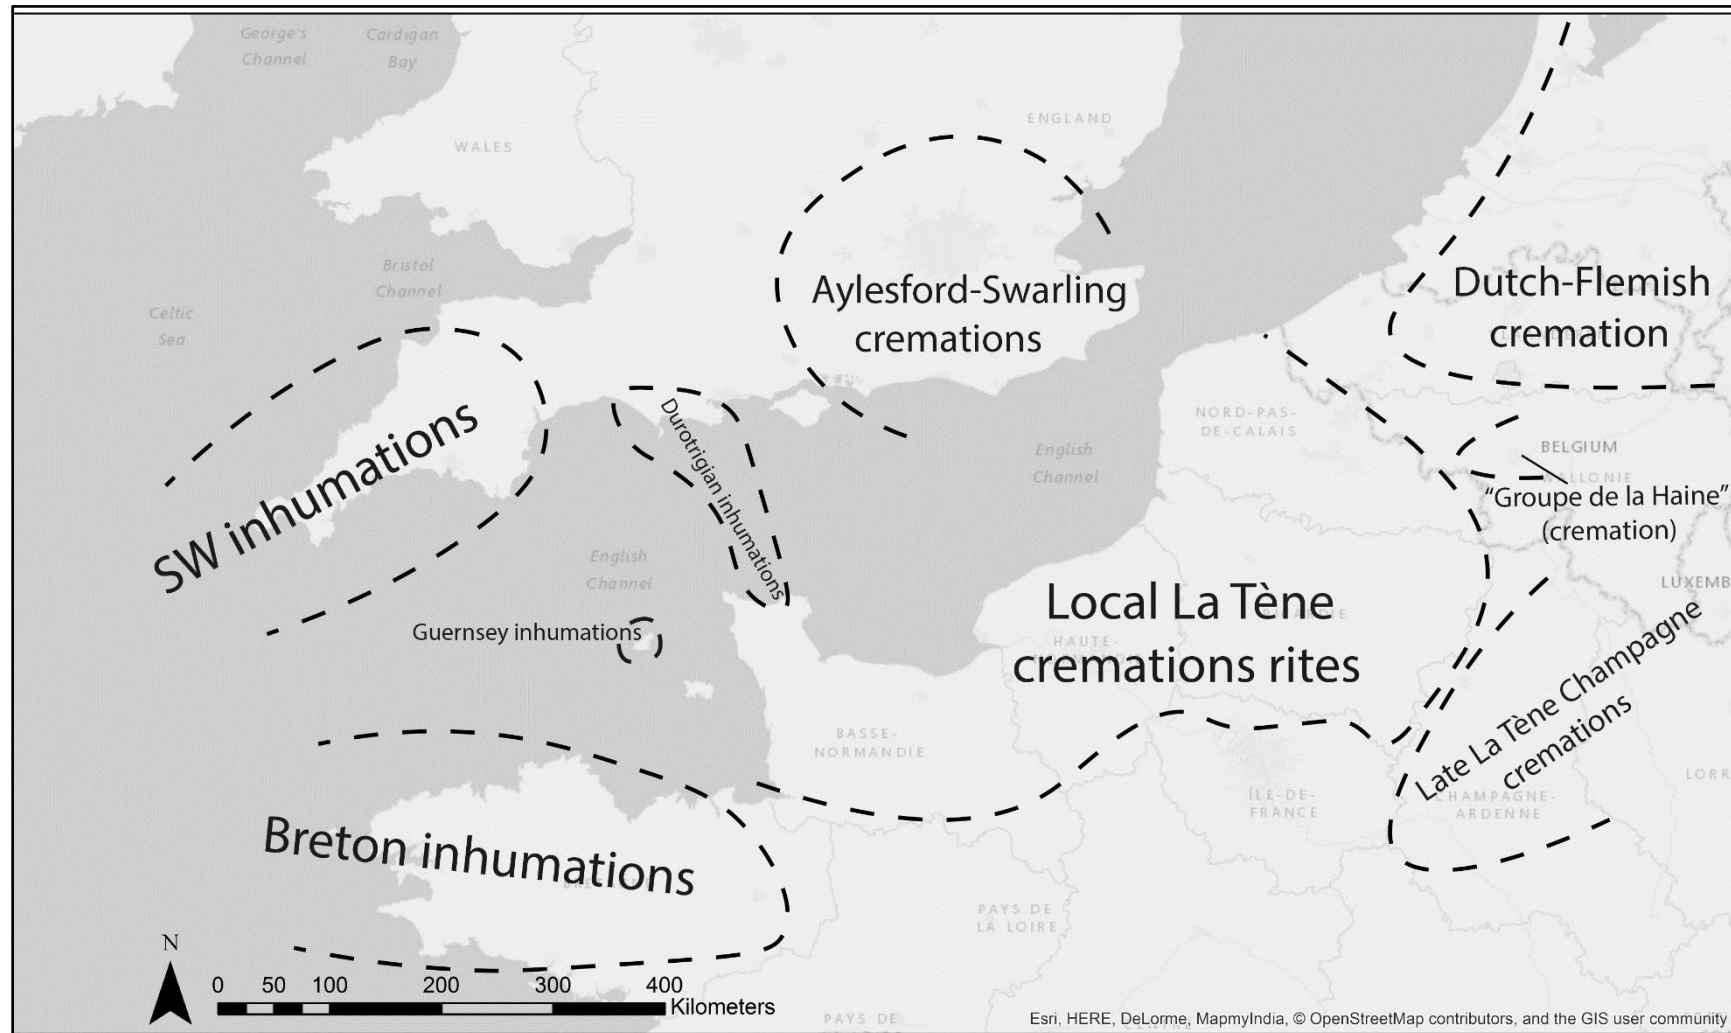 George's
Channel
Cardigan
Bay
ENGLAND
WALES
Bristol
Channel
Celtic
Sea
Aylesford-Swarling
cremations
Dutch-Flemish
cremation
SW inhumations
Durotrigian inhumations
NORD-PAS-
DE-CALAIS
English
Channel
BELGIUM
WALLONIE
“Groupe de la Haine”
(cremation)
English
Channel
LUXEMB
Guernsey inhumations
Local La Tène
cremations rites
HAUTE-
Late La Tène Champagne
cremations
BASSE-
NORMANDIE
ÎLE-DE-
FRANCE
CHAMPAGNE-
ARDENNE
LORR
Breton inhumations
PAYS DE
LA LOIRE
N
0 50 100 200 300 400
Kilometers
PAYS DE
Esri, HERE, DeLorme, MapmyIndia, © OpenStreetMap contributors, and the GIS user community